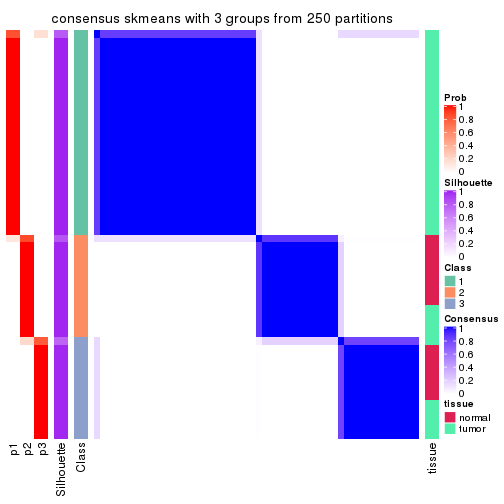 consensus skmeans with 3 groups from 250 partitions
Prob
1
0.8
0.6
0.4
0.2
0
Silhouette
1
0.8
0.6
0.4
0.2
0
Class
1
2
3
Consensus
1
0.8
0.6
0.4
0.2
0
tissue
normal
tumor
p1
p2
p3
Silhouette
Class
tissue